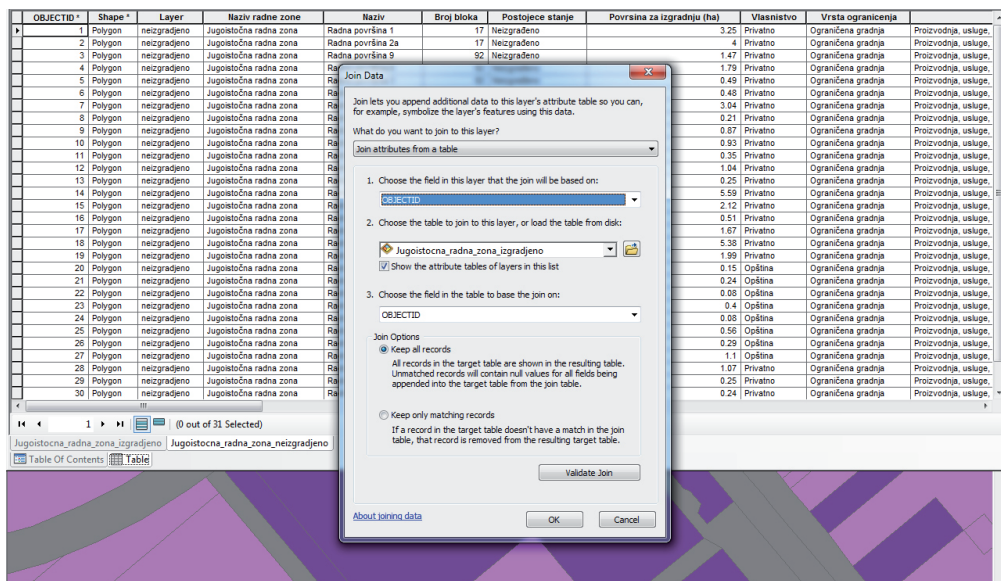 OBJECTID * Shape * Layer Naziv radne zone Naziv Broj bloka Postojece stanje Povrsina za izgradnju (ha) Vlasnistvo Vrsta ogranicenja
1 Polygon neizgradjeno Jugoistočna radna zona Radna površina 1 17 Neizgrađeno 3.25 Privatno Ograničena gradnja Proizvodnja, usluge,
2 Polygon neizgradjeno Jugoistočna radna zona Radna površina 2a 17 Neizgrađeno 4 Privatno Ograničena gradnja Proizvodnja, usluge,
3 Polygon neizgradjeno Jugoistočna radna zona Radna površina 9 92 Neizgrađeno 1.47 Privatno Ograničena gradnja Proizvodnja, usluge,
4 Polygon neizgradjeno Jugoistočna radna zona Ra 1.79 Privatno Ograničena gradnja Proizvodnja, usluge,
5 Polygon neizgradjeno Jugoistočna radna zona Ra 0.49 Privatno Ograničena gradnja Proizvodnja, usluge,
6 Polygon neizgradjeno Jugoistočna radna zona Ra 0.48 Privatno Ograničena gradnja Proizvodnja, usluge,
7 Polygon neizgradjeno Jugoistočna radna zona Ra 3.04 Privatno Ograničena gradnja Proizvodnja, usluge,
8 Polygon neizgradjeno Jugoistočna radna zona Ra 0.21 Privatno Ograničena gradnja Proizvodnja, usluge,
9 Polygon neizgradjeno Jugoistočna radna zona Ra 0.87 Privatno Ograničena gradnja Proizvodnja, usluge,
10 Polygon neizgradjeno Jugoistočna radna zona Ra 0.93 Privatno Ograničena gradnja Proizvodnja, usluge,
11 Polygon neizgradjeno Jugoistočna radna zona Ra 0.35 Privatno Ograničena gradnja Proizvodnja, usluge,
12 Polygon neizgradjeno Jugoistočna radna zona Ra 1.04 Privatno Ograničena gradnja Proizvodnja, usluge,
13 Polygon neizgradjeno Jugoistočna radna zona Ra 0.25 Privatno Ograničena gradnja Proizvodnja, usluge,
14 Polygon neizgradjeno Jugoistočna radna zona Ra 5.59 Privatno Ograničena gradnja Proizvodnja, usluge,
15 Polygon neizgradjeno Jugoistočna radna zona Ra 2.12 Privatno Ograničena gradnja Proizvodnja, usluge,
16 Polygon neizgradjeno Jugoistočna radna zona Ra 0.51 Privatno Ograničena gradnja Proizvodnja, usluge,
17 Polygon neizgradjeno Jugoistočna radna zona Ra 1.67 Privatno Ograničena gradnja Proizvodnja, usluge,
18 Polygon neizgradjeno Jugoistočna radna zona Ra 5.38 Privatno Ograničena gradnja Proizvodnja, usluge,
19 Polygon neizgradjeno Jugoistočna radna zona Ra 1.99 Privatno Ograničena gradnja Proizvodnja, usluge,
20 Polygon neizgradjeno Jugoistočna radna zona Ra 0.15 Opština Ograničena gradnja Proizvodnja, usluge,
21 Polygon neizgradjeno Jugoistočna radna zona Ra 0.24 Opština Ograničena gradnja Proizvodnja, usluge,
22 Polygon neizgradjeno Jugoistočna radna zona Ra 0.08 Opština Ograničena gradnja Proizvodnja, usluge,
23 Polygon neizgradjeno Jugoistočna radna zona Ra 0.4 Opština Ograničena gradnja Proizvodnja, usluge,
24 Polygon neizgradjeno Jugoistočna radna zona Ra 0.08 Opština Ograničena gradnja Proizvodnja, usluge,
25 Polygon neizgradjeno Jugoistočna radna zona Ra 0.56 Opština Ograničena gradnja Proizvodnja, usluge,
26 Polygon neizgradjeno Jugoistočna radna zona Ra 0.29 Opština Ograničena gradnja Proizvodnja, usluge,
27 Polygon neizgradjeno Jugoistočna radna zona Ra 1.1 Opština Ograničena gradnja Proizvodnja, usluge,
28 Polygon neizgradjeno Jugoistočna radna zona Ra 1.07 Privatno Ograničena gradnja Proizvodnja, usluge,
29 Polygon neizgradjeno Jugoistočna radna zona Ra 0.25 Privatno Ograničena gradnja Proizvodnja, usluge,
30 Polygon neizgradjeno Jugoistočna radna zona Ra 0.24 Privatno Ograničena gradnja Proizvodnja, usluge,
1 (0 out of 31 Selected)
Jugoistocna_radna_zona_izgradjeno Jugoistocna_radna_zona_neizgradjeno
Table Of Contents Table
Join Data
Join lets you append additional data to this layer's attribute table so you can,
for example, symbolize the layer's features using this data.
What do you want to join to this layer?
Join attributes from a table
1. Choose the field in this layer that the join will be based on:
OBJECTID
2. Choose the table to join to this layer, or load the table from disk:
Jugoistocna_radna_zona_izgradjeno
Show the attribute tables of layers in this list
3. Choose the field in the table to base the join on:
OBJECTID
Join Options
Keep all records
All records in the target table are shown in the resulting table.
Unmatched records will contain null values for all fields being
appended into the target table from the join table.
Keep only matching records
If a record in the target table doesn't have a match in the join
table, that record is removed from the resulting target table.
Validate Join
About joining data
OK Cancel